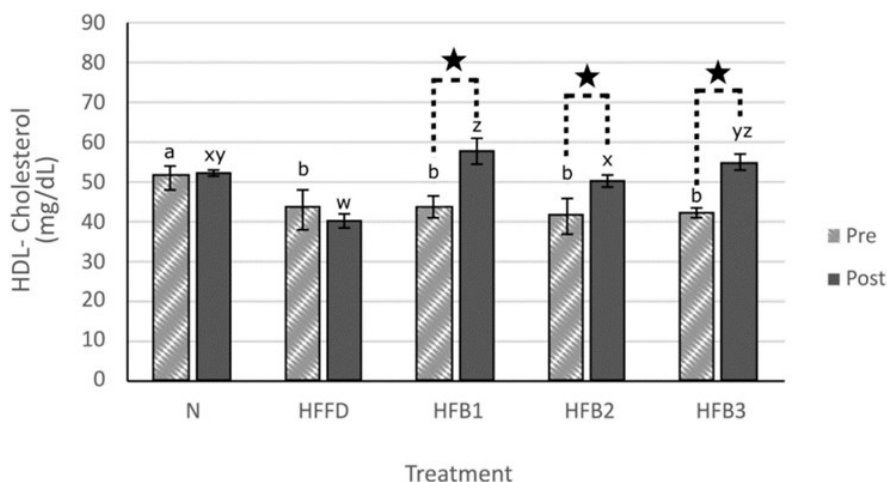 HDL- Cholesterol
(mg/dL)
90
80
70
60
50
40
30
20
10
0
a
xy
b
w
b
z
b
x
b
yz
N
HFFD
HFB1
HFB2
HFB3
Treatment
Pre
Post